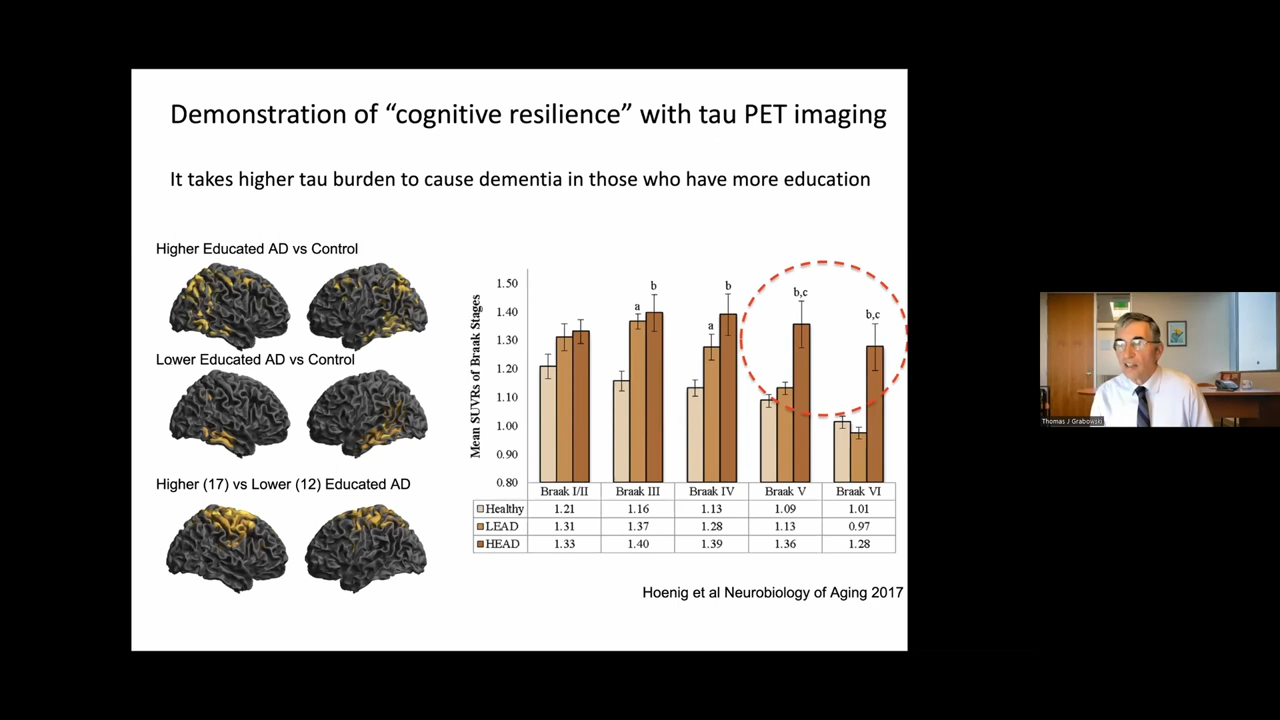 Demonstration of “cognitive resilience” with tau PET imaging
It takes higher tau burden to cause dementia in those who have more education
Higher Educated AD vs Control
Lower Educated AD vs Control
Higher (17) vs Lower (12) Educated AD
Mean SUVRs of Braak Stages
1.50
1.40
1.30
1.20
1.10
1.00
0.90
0.80
a
b
a
b
b,c
b,c
Braak I/II Braak III Braak IV Braak V Braak VI
Healthy 1.21 1.16 1.13 1.09 1.01
LEAD 1.31 1.37 1.28 1.13 0.97
HEAD 1.33 1.40 1.39 1.36 1.28
Hoenig et al Neurobiology of Aging 2017
Thomas J Grabowski